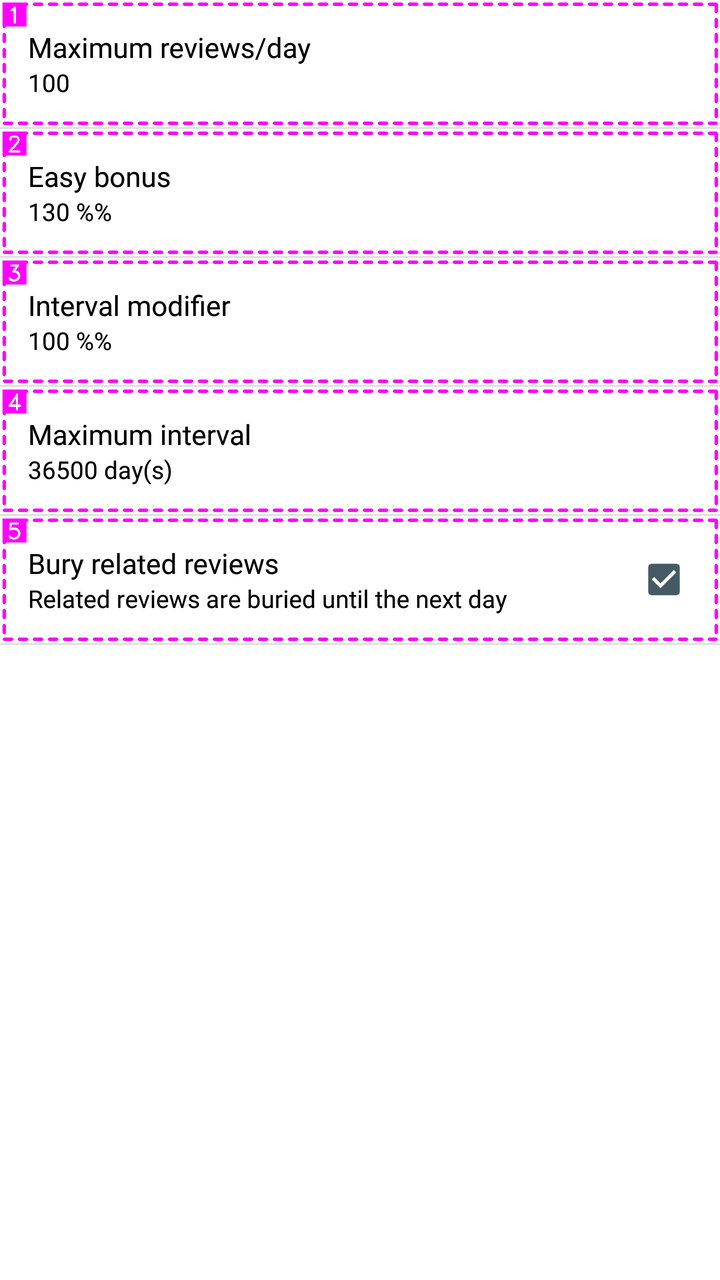 1
Maximum reviews/day
100
2
Easy bonus
130 %%
3
Interval modifier
100 %%
4
Maximum interval
36500 day(s)
5
Bury related reviews
Related reviews are buried until the next day